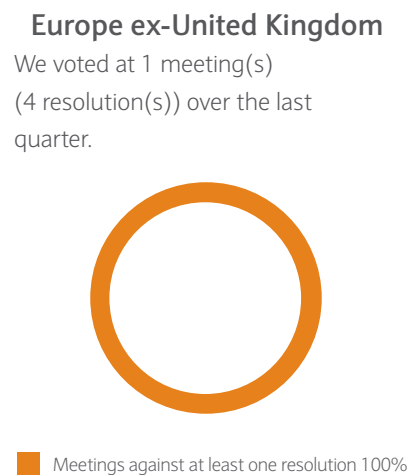 Europe ex-United Kingdom
We voted at 1 meeting(s)
(4 resolution(s)) over the last
quarter.
Meetings against at least one resolution 100%